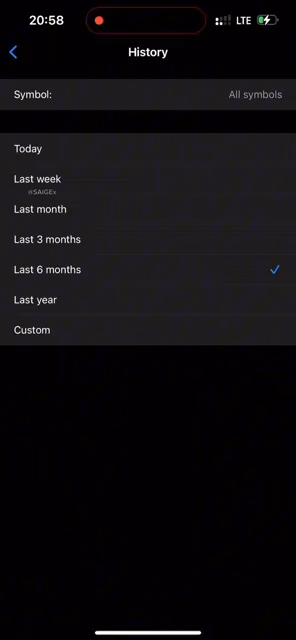 20:58
LTE
History
Symbol:
All symbols
Today
Last week
@SAIGEx
Last month
Last 3 months
Last 6 months
Last year
Custom